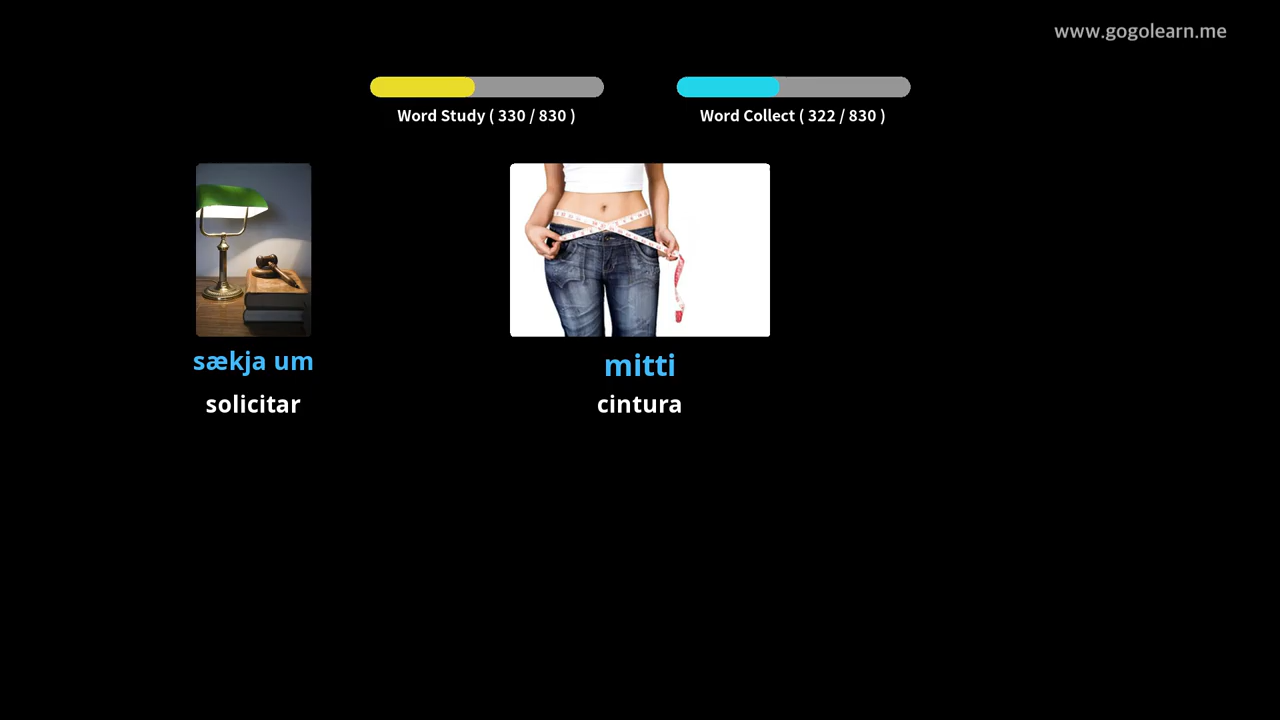 www.gogolearn.me
Word Study ( 330 / 830 )
Word Collect ( 322 / 830 )
sækja um
solicitar
mitti
cintura